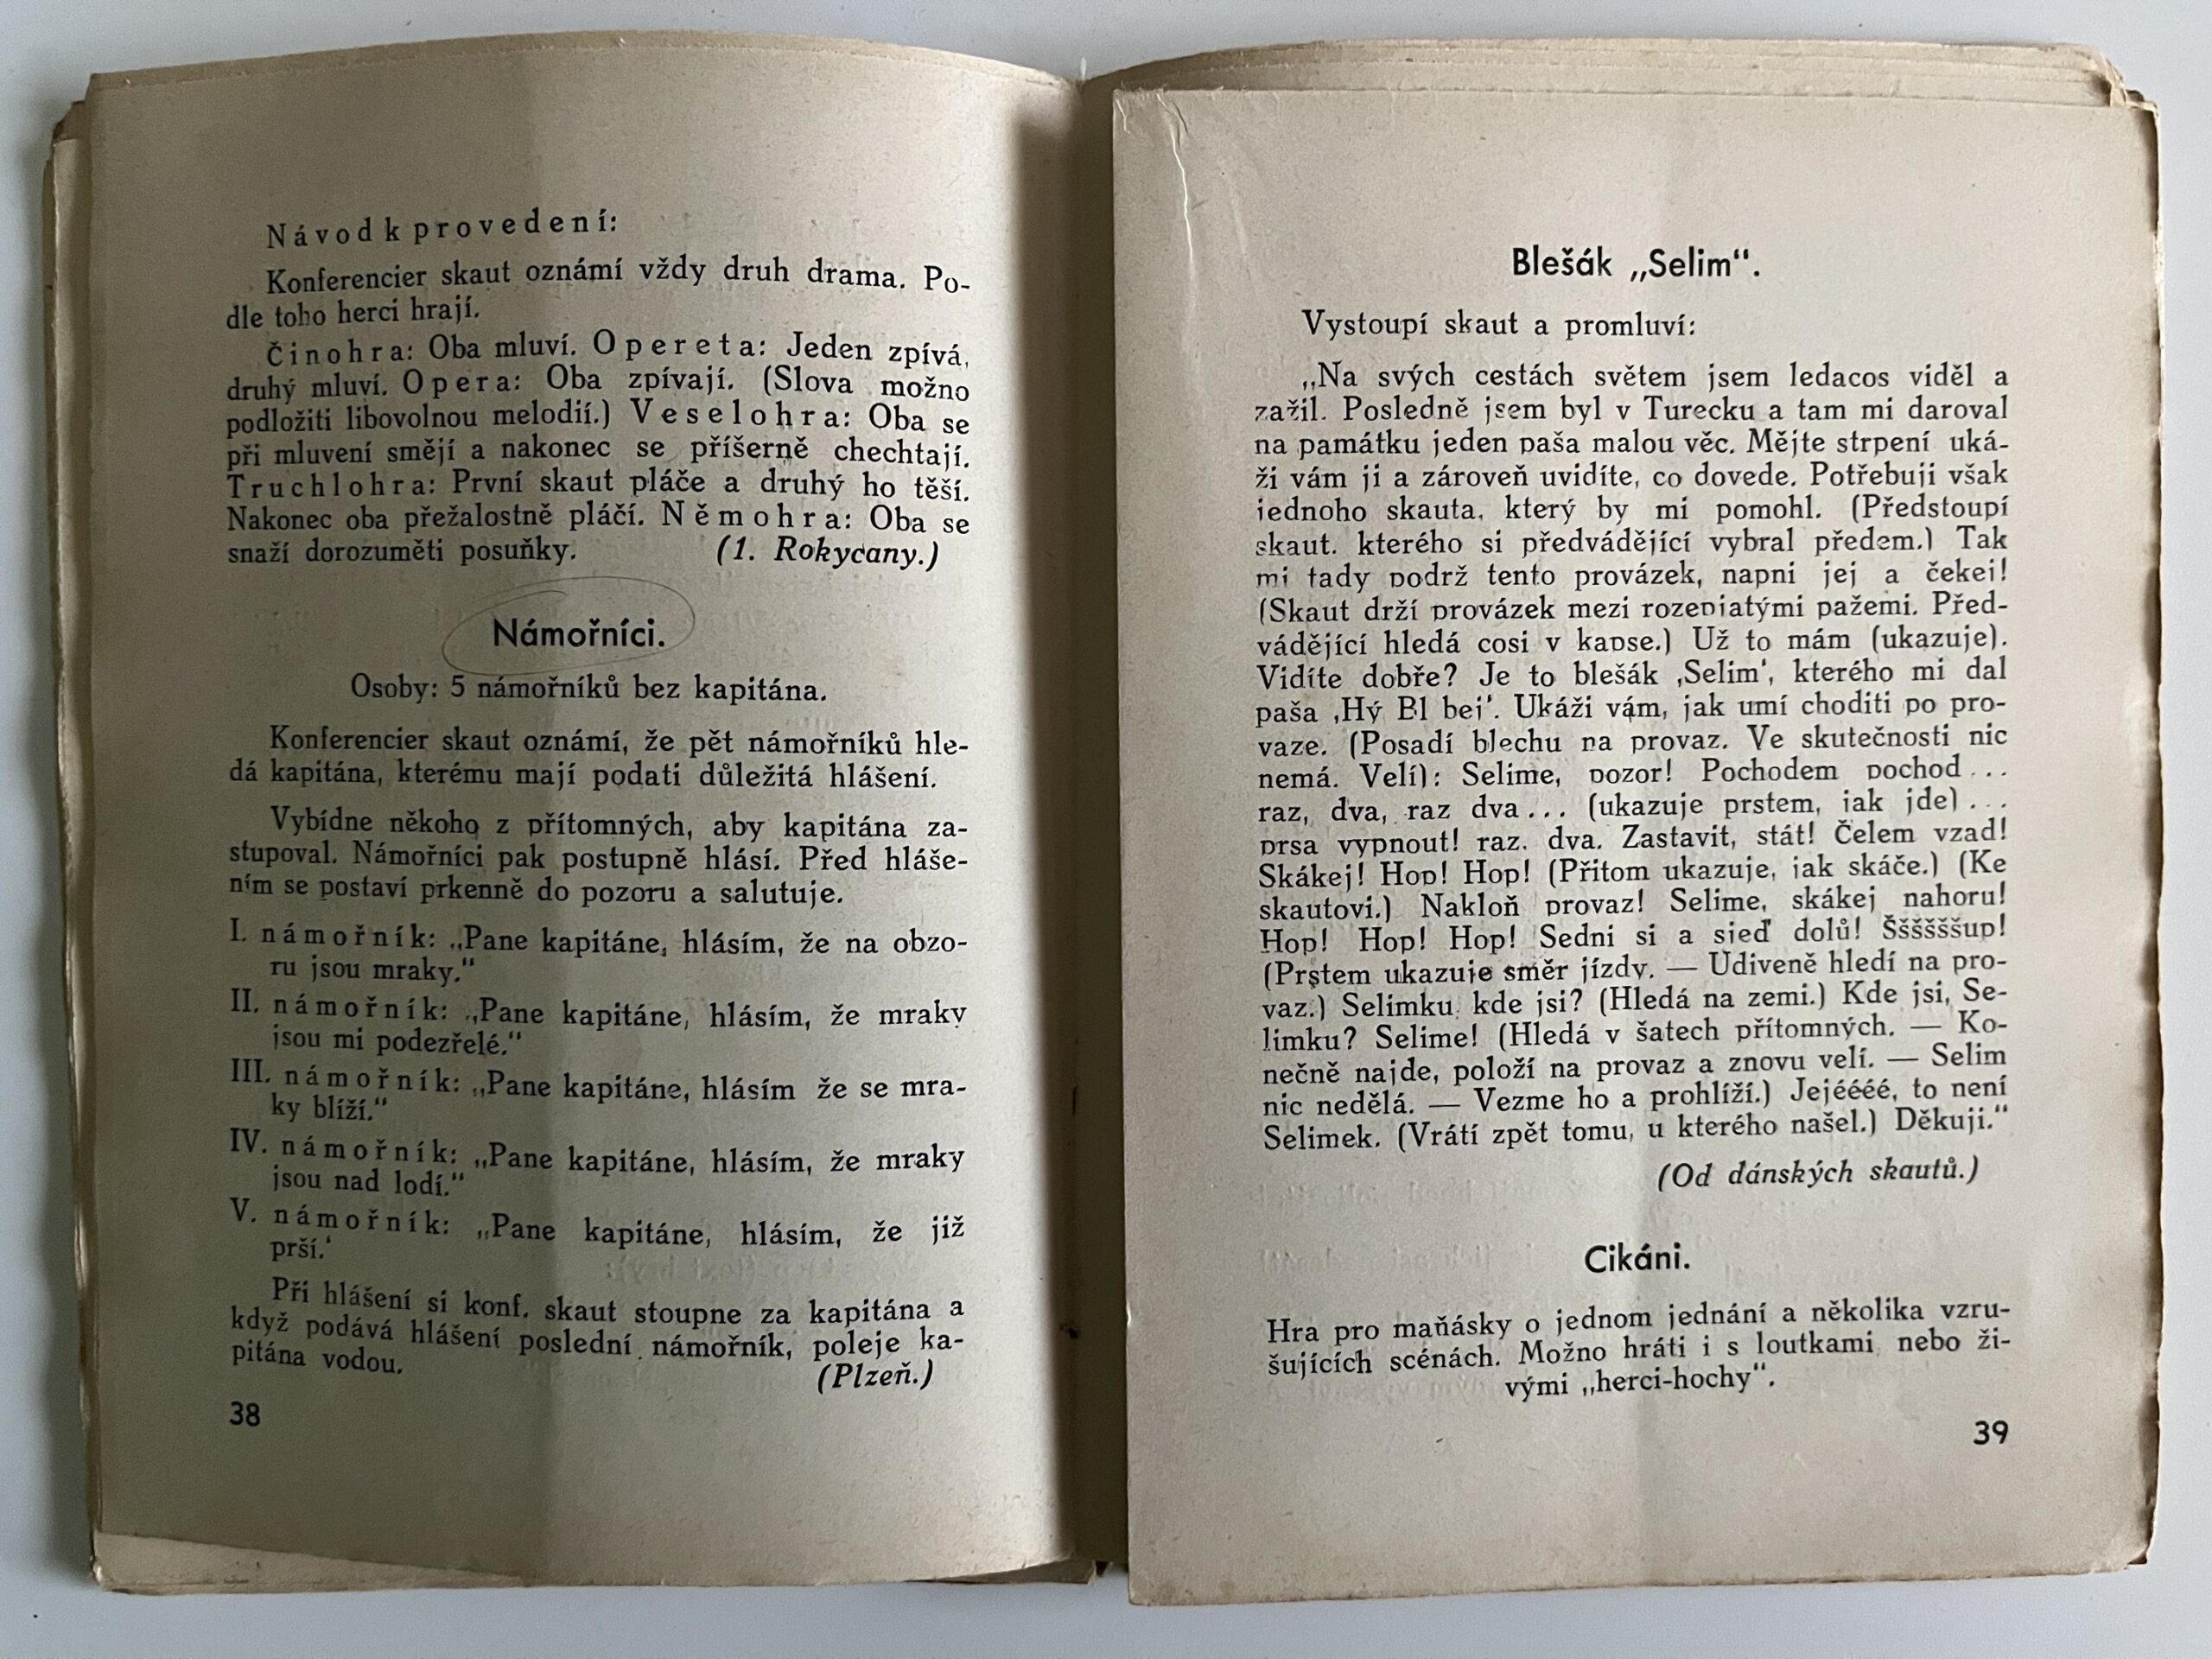 Návod k provedení:
Konferencier skaut oznámí vždy druh drama. Po-
dle toho herci hrají.
Činohra: Oba mluví. Opereta: Jeden zpívá,
druhý mluví. Opera: Oba zpívají. (Slova možno
podložiti libovolnou melodií.) Veselohra: Oba se
při mluvení smějí a nakonec se příšerně chechtají.
Truchlohra: První skaut pláče a druhý ho těší.
Nakonec oba přežalostně pláčí. Němohra: Oba se
snaží dorozuměti posuňky. (1. Rokycany.)
Námořníci.
Osoby: 5 námořníků bez kapitána.
Konferencier skaut oznámí, že pět námořníků hle-
dá kapitána, kterému mají podati důležitá hlášení.
Vybídne někoho z přítomných, aby kapitána za-
stupoval. Námořníci pak postupně hlásí. Před hláše-
ním se postaví prkenně do pozoru a salutuje.
I. námořník: „Pane kapitáne, hlásím, že na obzo-
ru jsou mraky."
II. námořník: „Pane kapitáne, hlásím, že mraky
jsou mi podezřelé."
III. námořník: „Pane kapitáne, hlásím že se mra-
ky blíží."
IV. námořník: „Pane kapitáne, hlásím, že mraky
jsou nad lodí."
V. námořník: „Pane kapitáne, hlásím, že již
prší.'
Při hlášení si konf. skaut stoupne za kapitána a
když podává hlášení poslední námořník, poleje ka-
pitána vodou. (Plzeň.)
38
Blešák „Selim".
Vystoupí skaut a promluví:
„Na svých cestách světem jsem ledacos viděl a
zažil. Posledně jsem byl v Turecku a tam mi daroval
na památku jeden paša malou věc. Mějte strpení uká-
ži vám ji a zároveň uvidíte, co dovede. Potřebuji však
jednoho skauta, který by mi pomohl. (Předstoupí
skaut. kterého si předvádějící vybral předem.) Tak
mi tady podrž tento provázek, napni jej a čekej!
(Skaut drží provázek mezi rozepiatými pažemi. Před-
vádějící hledá cosi v kapse.) Už to mám (ukazuje).
Vidíte dobře? Je to blešák ‚Selim', kterého mi dal
paša ‚Hý Bl bej'. Ukáži vám, jak umí choditi po pro-
vaze. (Posadí blechu na provaz. Ve skutečnosti nic
nemá. Velí): Selime, pozor! Pochodem pochod...
raz, dva, raz dva... (ukazuje prstem, jak jde)...
prsa vypnout! raz. dva. Zastavit, stát! Čelem vzad!
Skákej! Hop! Hop! (Přitom ukazuje, jak skáče.) (Ke
skautovi.) Nakloň provaz! Selime, skákej nahoru!
Hop! Hop! Hop! Sedni si a sjeď dolů! Ššššššup!
(Prstem ukazuje směr jízdy. — Udiveně hledí na pro-
vaz.) Selimku kde jsi? (Hledá na zemi.) Kde jsi, Se-
limku? Selime! (Hledá v šatech přítomných. — Ko-
nečně najde, položí na provaz a znovu velí. — Selim
nic nedělá. — Vezme ho a prohlíží.) Jejéééé, to není
Selimek. (Vrátí zpět tomu, u kterého našel.) Děkuji."
(Od dánských skautů.)
Cikáni.
Hra pro maňásky o jednom jednání a několika vzru-
šujících scénách. Možno hráti i s loutkami nebo ži-
vými „herci-hochy".
39